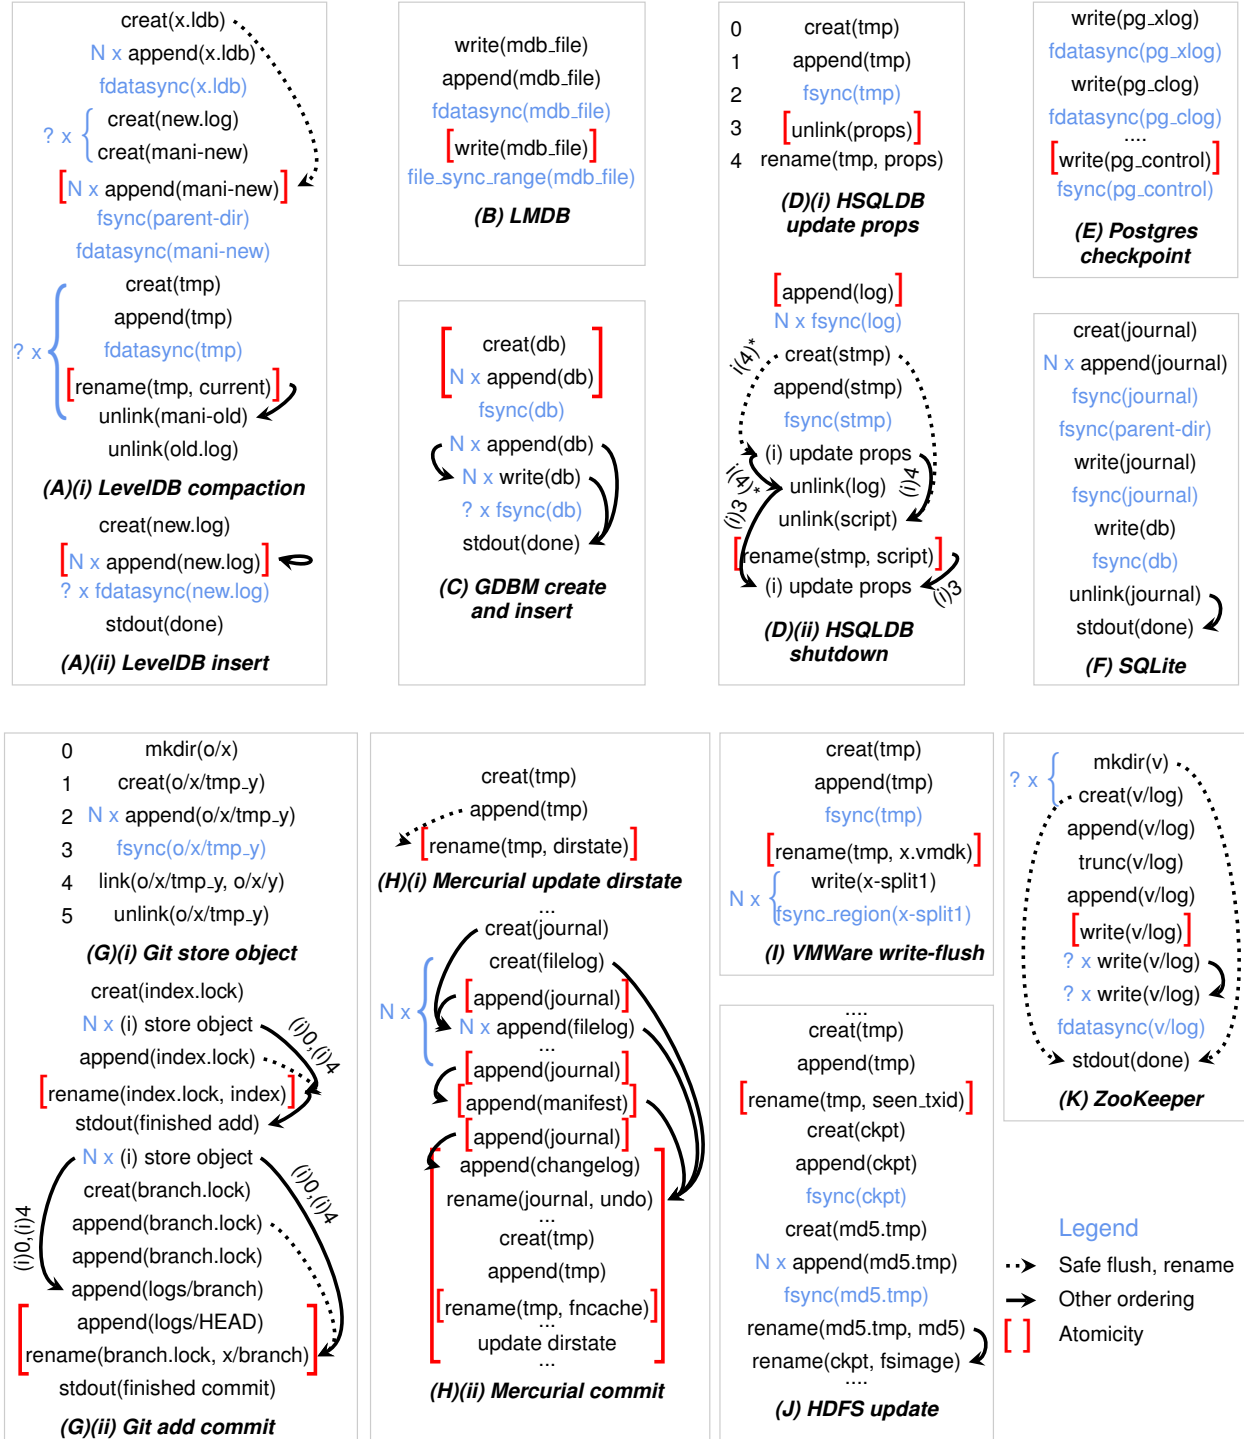 creat(x.ldb)
N x append(x.ldb)
fdatasync(x.ldb)
? x
creat(new.log)
creat(mani-new)
[N x append(mani-new)]
fsync(parent-dir)
fdatasync(mani-new)
? x
creat(tmp)
append(tmp)
fdatasync(tmp)
[rename(tmp, current)]
unlink(mani-old)
unlink(old.log)
(A)(i) LevelDB compaction
creat(new.log)
[N x append(new.log)]
? x fdatasync(new.log)
stdout(done)
(A)(ii) LevelDB insert
write(mdb_file)
append(mdb_file)
fdatasync(mdb_file)
[write(mdb_file)]
file_sync_range(mdb_file)
(B) LMDB
creat(db)
N x append(db)
fsync(db)
N x append(db)
N x write(db)
? x fsync(db)
stdout(done)
(C) GDBM create
and insert
0 creat(tmp)
1 append(tmp)
2 fsync(tmp)
3 [unlink(props)]
4 rename(tmp, props)
(D)(i) HSQLDB
update props
[append(log)]
N x fsync(log)
creat(stmp)
i(4)*
append(stmp)
fsync(stmp)
(i) update props
i(4)*
(i)4
unlink(log)
(i)3
unlink(script)
[rename(stmp, script)]
(i) update props
(i)3
(D)(ii) HSQLDB
shutdown
write(pg_xlog)
fdatasync(pg_xlog)
write(pg_clog)
fdatasync(pg_clog)
....
[write(pg_control)]
fsync(pg_control)
(E) Postgres
checkpoint
creat(journal)
N x append(journal)
fsync(journal)
fsync(parent-dir)
write(journal)
fsync(journal)
write(db)
fsync(db)
unlink(journal)
stdout(done)
(F) SQLite
0 mkdir(o/x)
1 creat(o/x/tmp_y)
2 N x append(o/x/tmp_y)
3 fsync(o/x/tmp_y)
4 link(o/x/tmp_y, o/x/y)
5 unlink(o/x/tmp_y)
(G)(i) Git store object
creat(index.lock)
N x (i) store object
(i)0,(i)4
append(index.lock)
[rename(index.lock, index)]
stdout(finished add)
N x (i) store object
(i)0,(i)4
creat(branch.lock)
append(branch.lock)
(i)0,(i)4
append(branch.lock)
append(logs/branch)
append(logs/HEAD)
rename(branch.lock, x/branch)
stdout(finished commit)
(G)(ii) Git add commit
creat(tmp)
append(tmp)
[rename(tmp, dirstate)]
(H)(i) Mercurial update dirstate
...
creat(journal)
N x
creat(filelog)
[append(journal)]
N x append(filelog)
...
[append(journal)]
[append(manifest)]
[append(journal)]
append(changelog)
rename(journal, undo)
...
creat(tmp)
append(tmp)
[rename(tmp, fncache)]
...
update dirstate
...
(H)(ii) Mercurial commit
creat(tmp)
append(tmp)
fsync(tmp)
[rename(tmp, x.vmdk)]
N x
write(x-split1)
fsync_region(x-split1)
(I) VMWare write-flush
....
creat(tmp)
append(tmp)
[rename(tmp, seen_txid)]
creat(ckpt)
append(ckpt)
fsync(ckpt)
creat(md5.tmp)
N x append(md5.tmp)
fsync(md5.tmp)
rename(md5.tmp, md5)
rename(ckpt, fsimage)
....
(J) HDFS update
? x
mkdir(v)
creat(v/log)
append(v/log)
trunc(v/log)
append(v/log)
[write(v/log)]
? x write(v/log)
? x write(v/log)
fdatasync(v/log)
stdout(done)
(K) ZooKeeper
Legend
Safe flush, rename
Other ordering
[ ] Atomicity